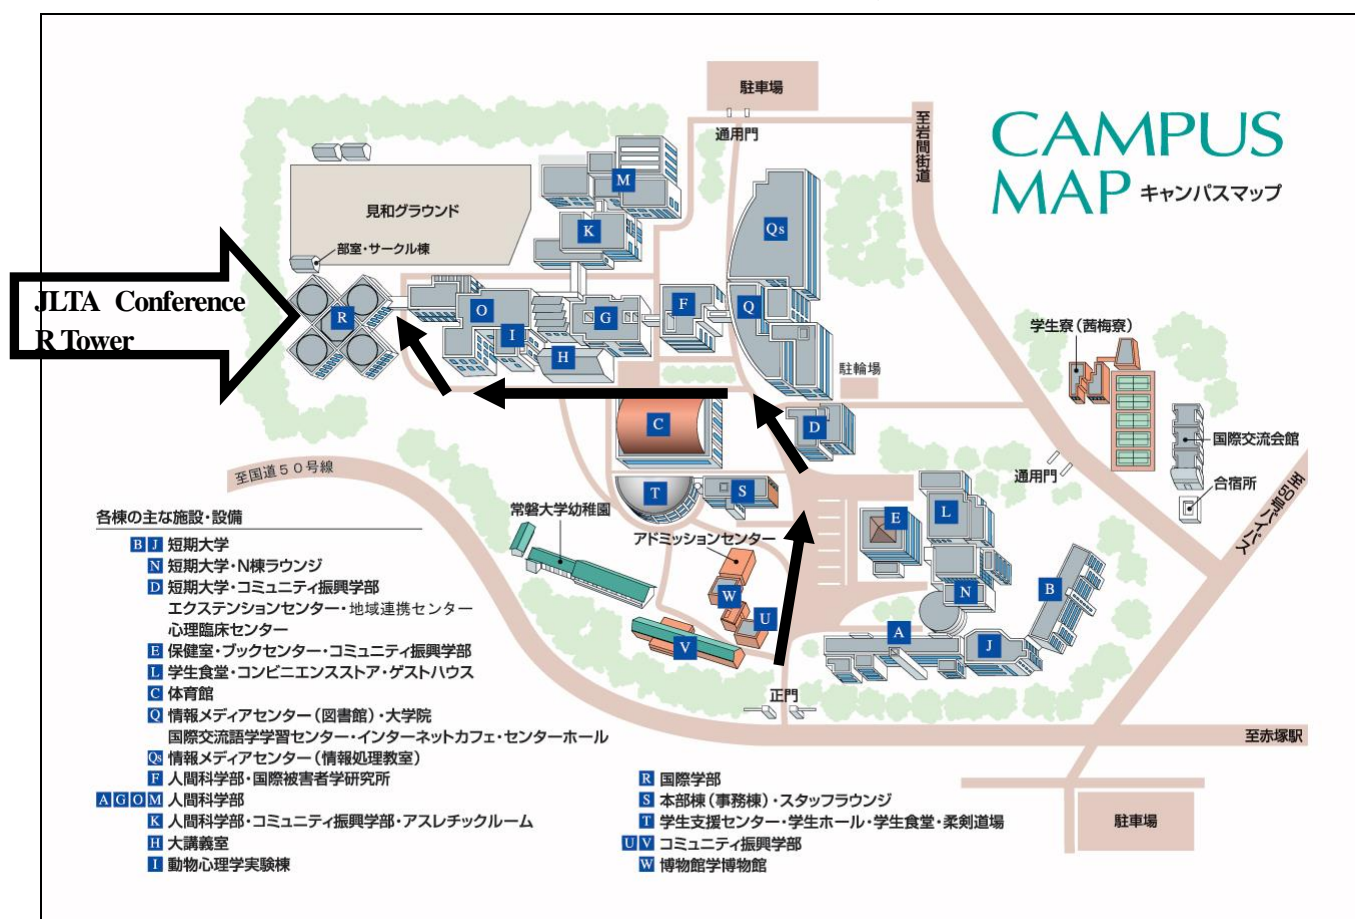 CAMPUS
MAP キャンパスマップ
駐車場
通用門
至岩間街道
見和グラウンド
部室・サークル棟
JLTA Conference
R Tower
M
K
Qs
R
O
I
H
G
F
Q
学生寮（茜梅寮）
駐輪場
C
D
国際交流会館
通用門
合宿所
至50号バイパス
至国道５０号線
T
S
常磐大学幼稚園
アドミッションセンター
E
L
N
B
W
U
V
A
J
正門
至赤塚駅
駐車場
各棟の主な施設・設備
B J 短期大学
N 短期大学・N棟ラウンジ
D 短期大学・コミュニティ振興学部
エクステンションセンター・地域連携センター
心理臨床センター
E 保健室・ブックセンター・コミュニティ振興学部
L 学生食堂・コンビニエンスストア・ゲストハウス
C 体育館
Q 情報メディアセンター（図書館）・大学院
国際交流語学学習センター・インターネットカフェ・センターホール
Qs 情報メディアセンター（情報処理教室）
F 人間科学部・国際被害者学研究所
A G O M 人間科学部
K 人間科学部・コミュニティ振興学部・アスレチックルーム
H 大講義室
I 動物心理学実験棟
R 国際学部
S 本部棟（事務棟）・スタッフラウンジ
T 学生支援センター・学生ホール・学生食堂・柔剣道場
U V コミュニティ振興学部
W 博物館学博物館